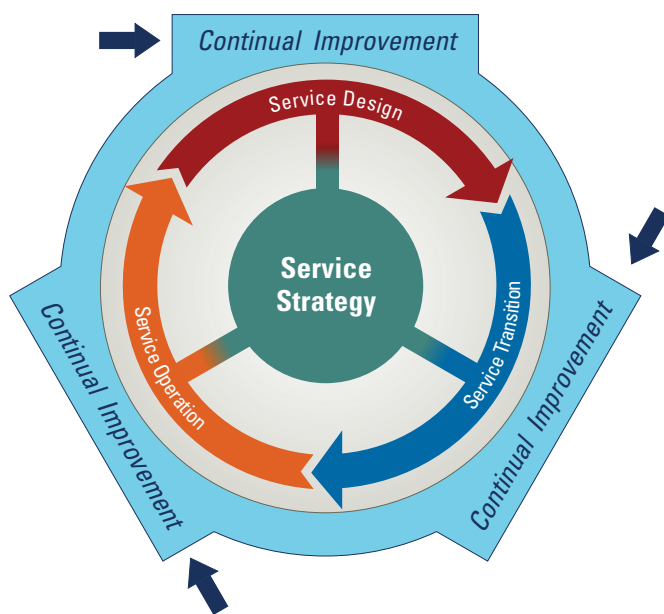 Continual Improvement
Service Design
Service
Strategy
Service Transition
Service Operation
Continual Improvement
Continual Improvement